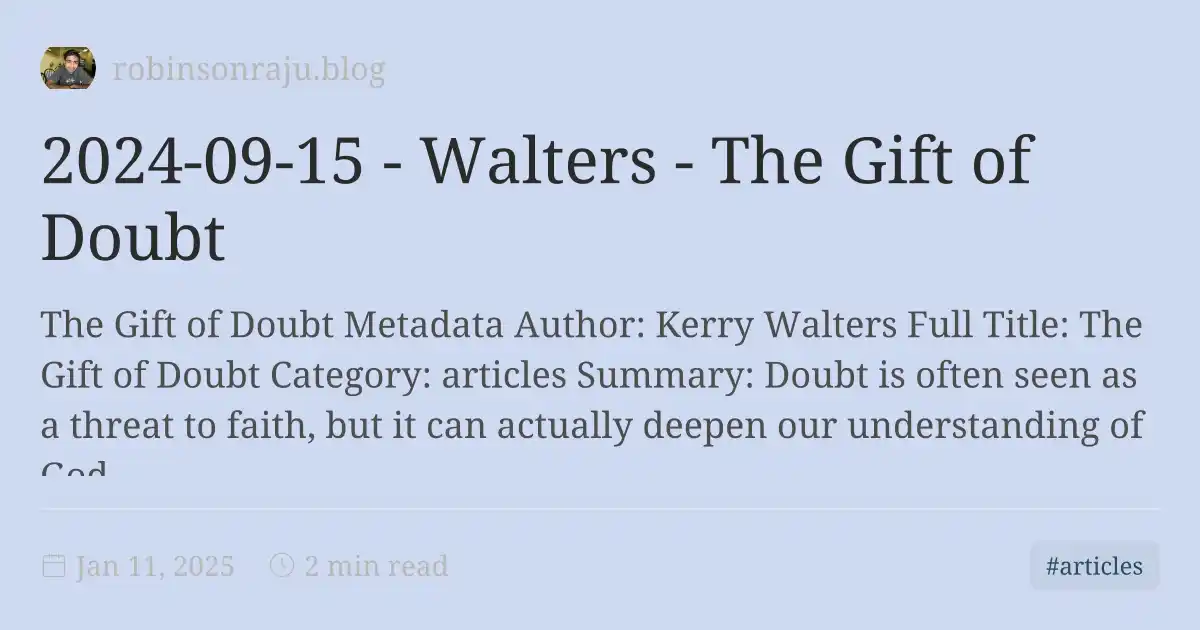 robinsonraju.blog
2024-09-15 - Walters - The Gift of
Doubt
The Gift of Doubt Metadata Author: Kerry Walters Full Title: The
Gift of Doubt Category: articles Summary: Doubt is often seen as
a threat to faith, but it can actually deepen our understanding of
God
Jan 11, 2025
2 min read
#articles